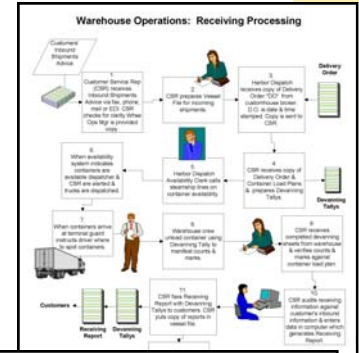 Warehouse Operations: Receiving Processing
Customers'
Inbound
Shipments
Advice
1.
Customer Service Rep
(CSR) receives
Inbound Shipments
Advice via fax, phone,
mail or EDI. CSR
checks for clarity. Whse
Ops Mgr is provided
copy.
2.
CSR prepares Vessel
File for incoming
shipments.
3.
Harbor Dispatch
receives copy of Delivery
Order "DO" from
customhouse broker.
D.O. is date & time
stamped. Copy is sent to
CSR.
Delivery
Order
6.
When availability
system indicates
containers are
available dispatcher &
CSR are alerted &
trucks are dispatched.
5.
Harbor Dispatch
Availability Clerk calls
steamship lines on
container availability.
4.
CSR receives copy of
Delivery Order &
Container Load Plans
& prepares Devanning
Tallys.
Devanning
Tallys
7.
When containers arrive
at terminal guard
instructs driver where
to spot containers.
8.
Warehouse crew
unload container using
Devanning Tally to
manifest counts &
marks.
9.
CSR receives
completed devanning
sheets from warehouse
& verifies counts &
marks against
container load plan.
10.
CSR audits receiving
information against
customer's inbound
information & enters
data in computer which
generates Receiving
Report.
11.
CSR faxes Receiving
Report with Devanning
Tallys to customers. CSR
puts copy of reports in
vessel file.
Customers
Receiving
Report
Devanning
Tallys